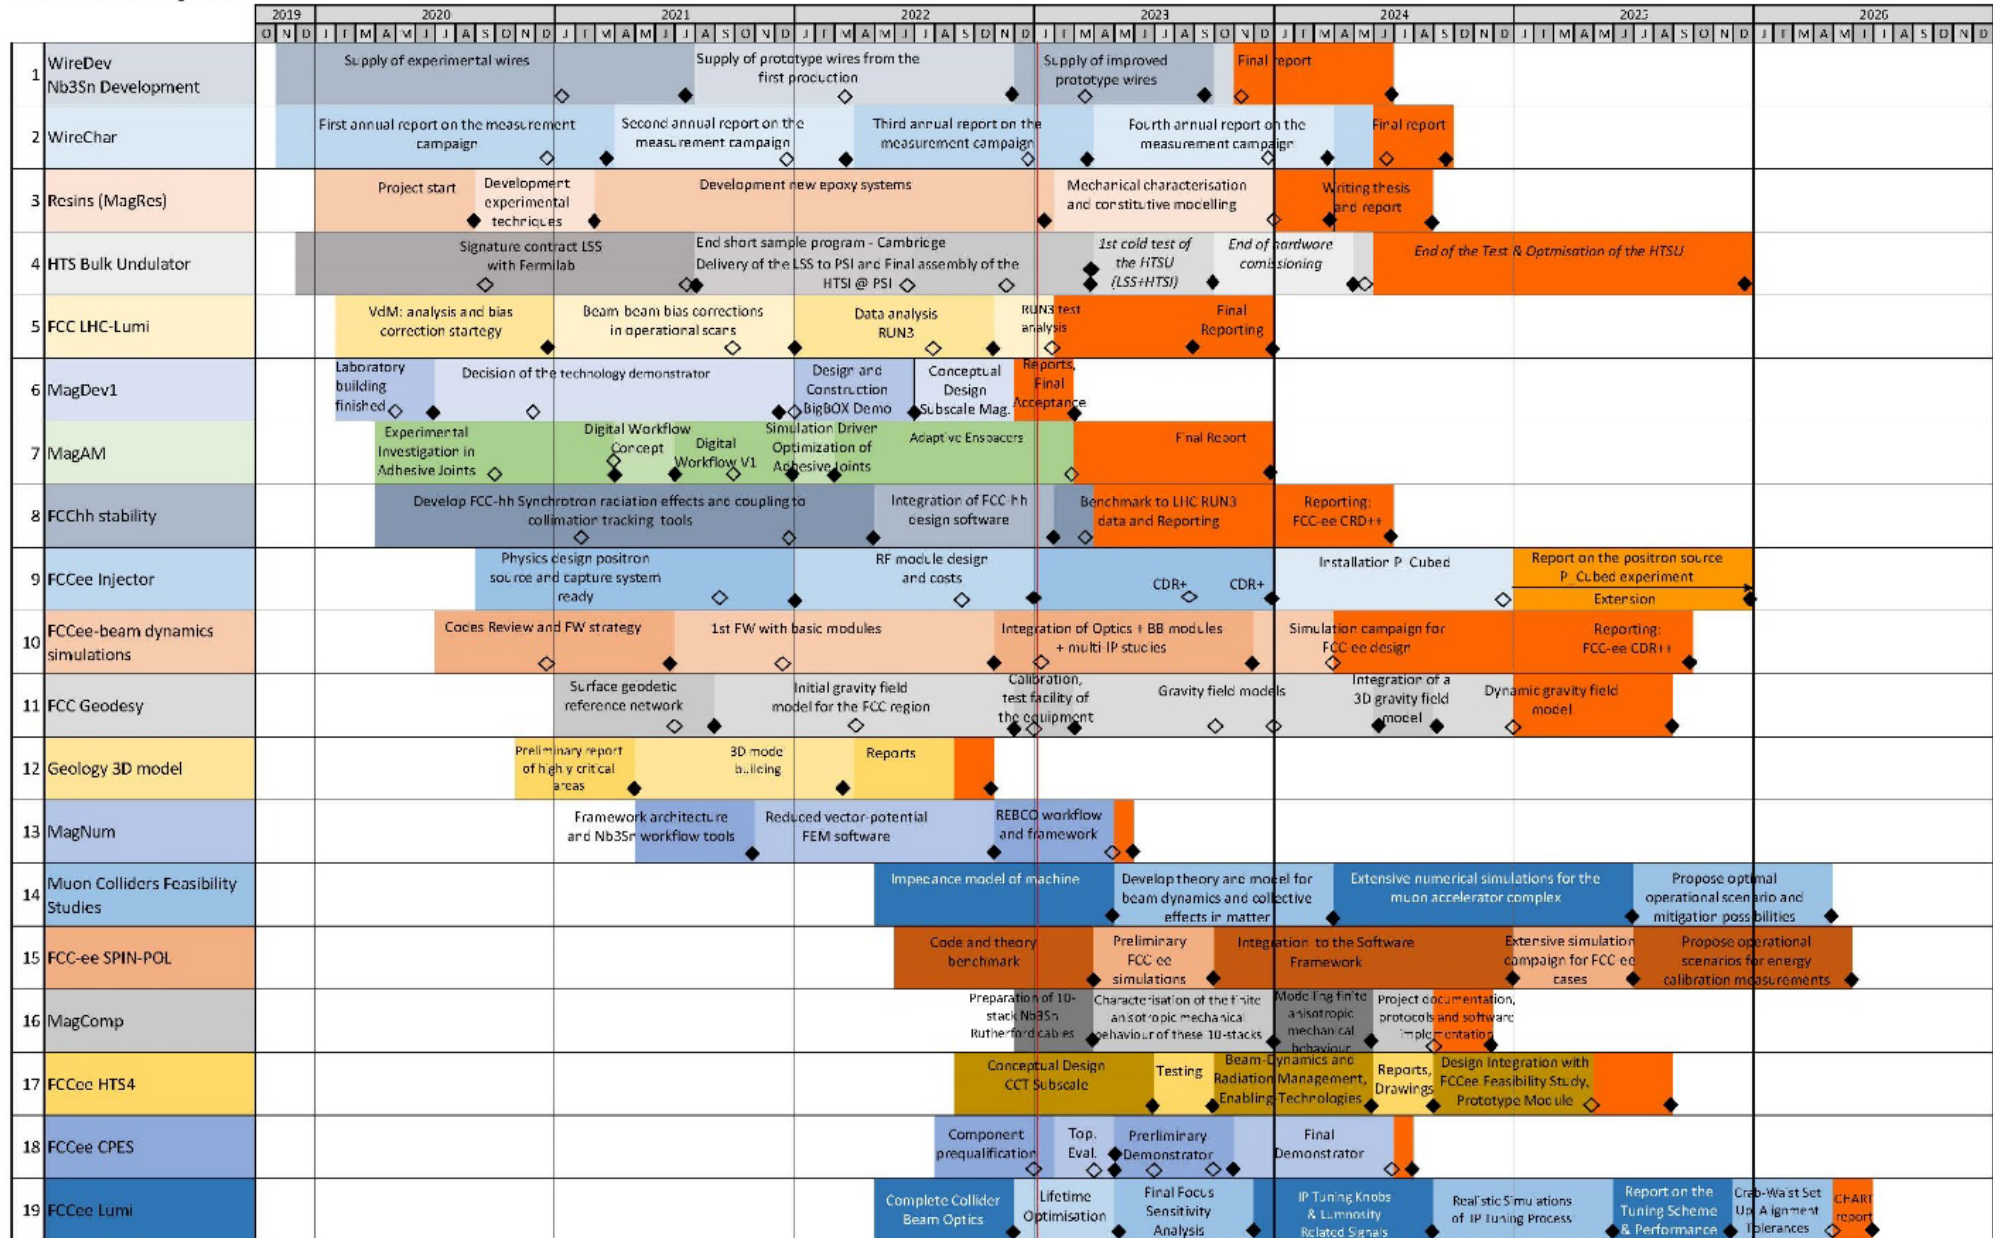 2019 2020 2021 2022 2023 2024 2025 2026
O N D J F M A M J J A S O N D J F M A M J J A S O N D J F M A M J J A S O N D J F M A M J J A S O N D J F M A M J J A S O N D J F M A M J J A S O N D J F M A M J J A S O N D
1 WireDev
Nb3Sn Development
Supply of experimental wires
Supply of prototype wires from the
first production
Supply of improved
prototype wires
Final report
2 WireChar
First annual report on the measurement
campaign
Second annual report on the
measurement campaign
Third annual report on the
measurement campaign
Fourth annual report on the
measurement campaign
Final report
3 Resins (MagRes)
Project start
Development
experimental
techniques
Development new epoxy systems
Mechanical characterisation
and constitutive modelling
Writing thesis
and report
4 HTS Bulk Undulator
Signature contract LSS
with Fermilab
End short sample program - Cambridge
Delivery of the LSS to PSI and Final assembly of the
HTSI @ PSI
1st cold test of
the HTSU
(LSS+HTSI)
End of hardware
comissioning
End of the Test & Optmisation of the HTSU
5 FCC LHC-Lumi
VdM: analysis and bias
correction startegy
Beam-beam bias corrections
in operational scans
Data analysis
RUN3
RUN3 test
analysis
Final
Reporting
6 MagDev1
Laboratory
building
finished
Decision of the technology demonstrator
Design and
Construction
BigBOX Demo
Conceptual
Design
Subscale Mag.
Reports,
Final
Acceptance
7 MagAM
Experimental
Investigation in
Adhesive Joints
Digital Workflow
Concept
Digital
Workflow V1
Simulation Driven
Optimization of
Adhesive Joints
Adaptive Enspacers
Final Report
8 FCChh stability
Develop FCC-hh Synchrotron radiation effects and coupling to
collimation tracking tools
Integration of FCC-hh
design software
Benchmark to LHC RUN3
data and Reporting
Reporting:
FCC-ee CRD++
9 FCCee Injector
Physics design positron
source and capture system
ready
RF module design
and costs
CDR+
CDR+
Installation P_Cubed
Report on the positron source
P_Cubed experiment
Extension
10 FCCee-beam dynamics
simulations
Codes Review and FW strategy
1st FW with basic modules
Integration of Optics + BB modules
+ multi-IP studies
Simulation campaign for
FCC-ee design
Reporting:
FCC-ee CDR++
11 FCC Geodesy
Surface geodetic
reference network
Initial gravity field
model for the FCC region
Calibration,
test facility of
the equipment
Gravity field models
Integration of a
3D gravity field
model
Dynamic gravity field
model
12 Geology 3D model
Preliminary report
of highly critical
areas
3D model
building
Reports
13 MagNum
Framework architecture
and Nb3Sn workflow tools
Reduced vector-potential
FEM software
REBCO workflow
and framework
14 Muon Colliders Feasibility
Studies
Impedance model of machine
Develop theory and model for
beam dynamics and collective
effects in matter
Extensive numerical simulations for the
muon accelerator complex
Propose optimal
operational scenario and
mitigation possibilities
15 FCC-ee SPIN-POL
Code and theory
benchmark
Preliminary
FCC-ee
simulations
Integration to the Software
Framework
Extensive simulation
campaign for FCC-ee
cases
Propose operational
scenarios for energy
calibration measurements
16 MagComp
Preparation of 10-
stack Nb3Sn
Rutherford cables
Characterisation of the finite
anisotropic mechanical
behaviour of these 10-stacks
Modelling finite
anisotropic
mechanical
behaviour
Project documentation,
protocols and software
implementation
17 FCCee HTS4
Conceptual Design
CCT Subscale
Testing
Beam-Dynamics and
Radiation Management,
Enabling-Technologies
Reports,
Drawings
Design Integration with
FCCee Feasibility Study,
Prototype Module
18 FCCee CPES
Component
prequalification
Top.
Eval.
Prerliminary
Demonstrator
Final
Demonstrator
19 FCCee Lumi
Complete Collider
Beam Optics
Lifetime
Optimisation
Final Focus
Sensitivity
Analysis
IP Tuning Knobs
& Lumnosity
Related Signals
Realistic Simulations
of IP Tuning Process
Report on the
Tuning Scheme
& Performance
Crab-Waist Set
Up, Alignment
Tolerances
CHART
report